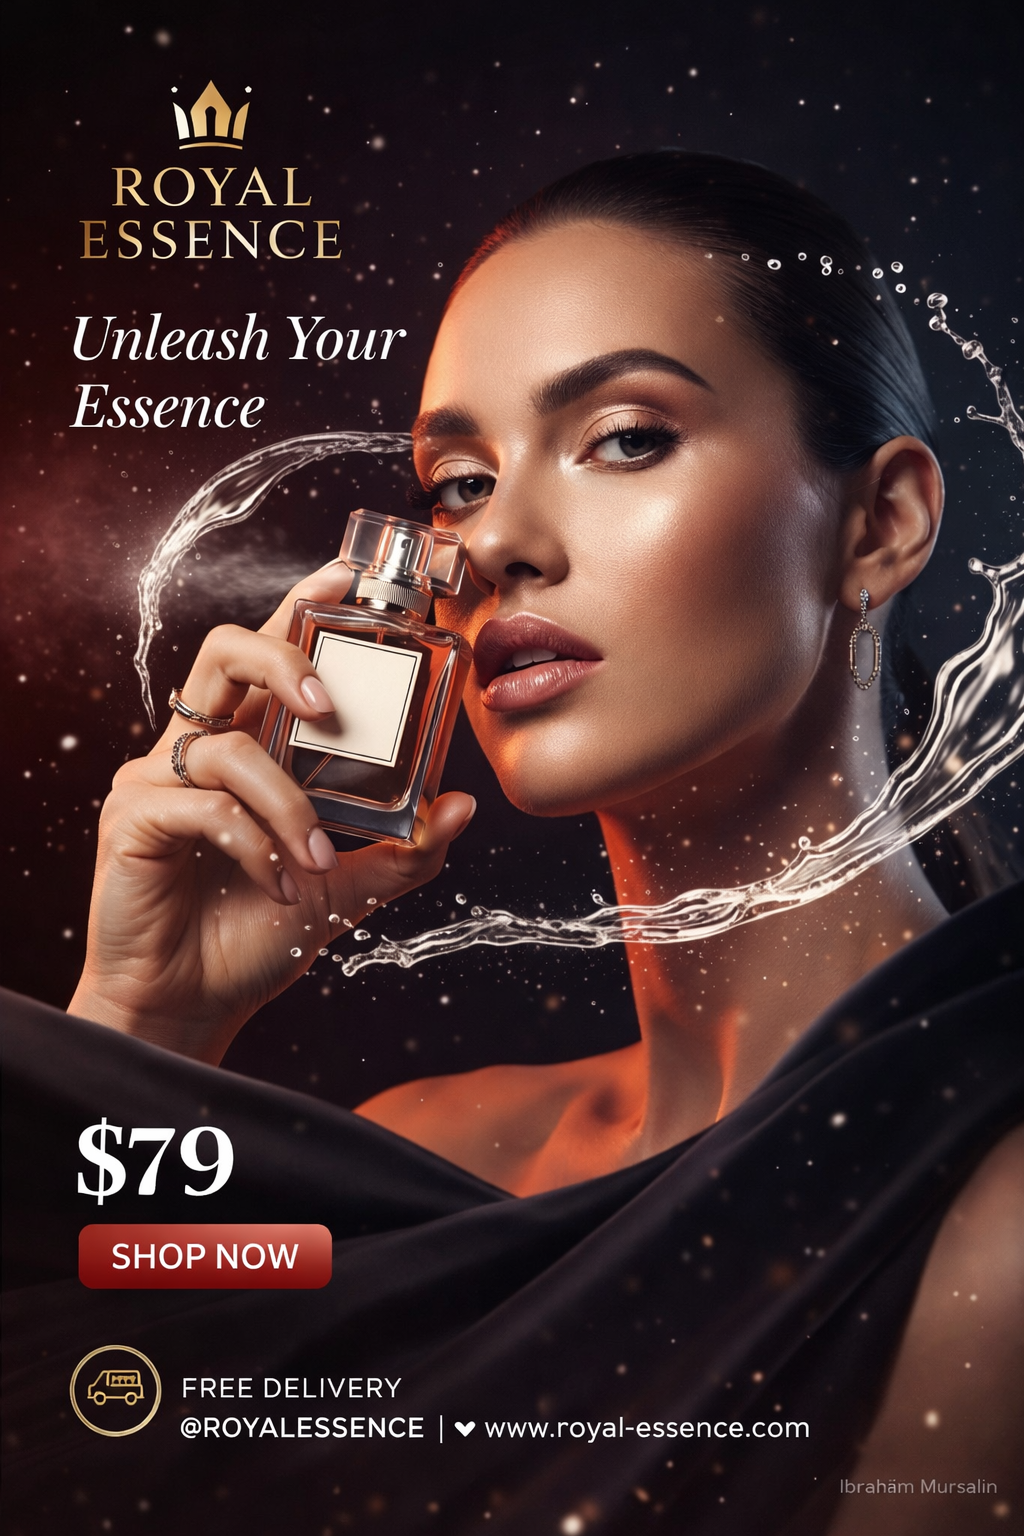 ROYAL
ESSENCE
Unleash Your
Essence
$79
SHOP NOW
FREE DELIVERY
@ROYALESSENCE | ❤ www.royal-essence.com
Ibrahäm Mursalin